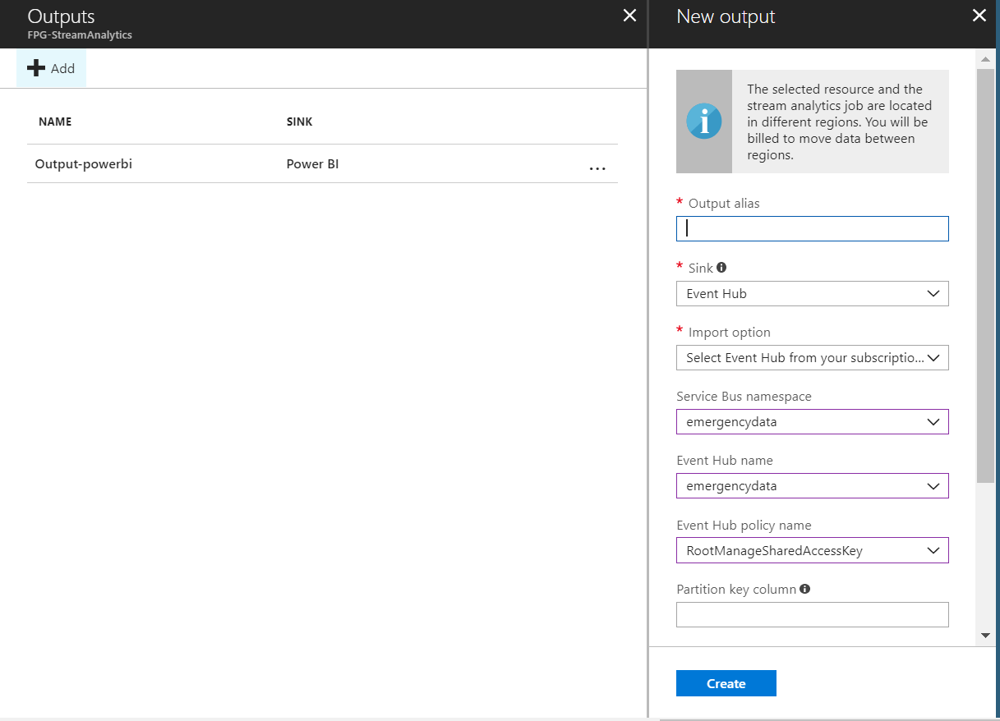 Outputs
FPG-StreamAnalytics
Add
NAME SINK
Output-powerbi Power BI ...
New output
The selected resource and the
stream analytics job are located
in different regions. You will be
billed to move data between
regions.
* Output alias
* Sink
Event Hub
* Import option
Select Event Hub from your subscriptio...
Service Bus namespace
emergencydata
Event Hub name
emergencydata
Event Hub policy name
RootManageSharedAccessKey
Partition key column
Create